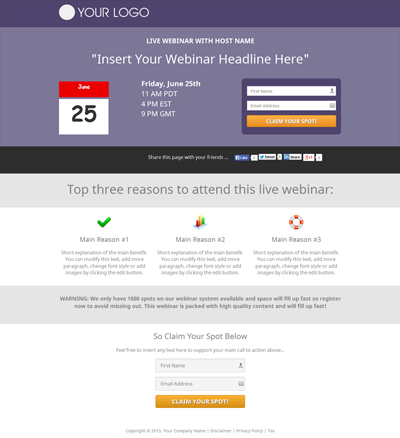 YOUR LOGO
LIVE WEBINAR WITH HOST NAME
"Insert Your Webinar Headline Here"
June
25
Friday, June 25th
11 AM PDT
4 PM EST
9 PM GMT
First Name
Email Address
CLAIM YOUR SPOT!
Share this page with your friends ...
Like
Tweet
Share
Top three reasons to attend this live webinar:
Main Reason #1
Short explanation of the main benefit.
You can modify this text, add more
paragraph, change font style or add
images by clicking the edit button.
Main Reason #2
Short explanation of the main benefit.
You can modify this text, add more
paragraph, change font style or add
images by clicking the edit button.
Main Reason #3
Short explanation of the main benefit.
You can modify this text, add more
paragraph, change font style or add
images by clicking the edit button.
WARNING: We only have 1000 spots on our webinar system available and space will fill up fast so register
now to avoid missing out. This webinar is packed with high quality content and will fill up fast!
So Claim Your Spot Below
Feel free to insert any text here to support your main call to action above...
First Name
Email Address
CLAIM YOUR SPOT!
Copyright © 2015. Your Company Name | Disclaimer | Privacy Policy | Tos